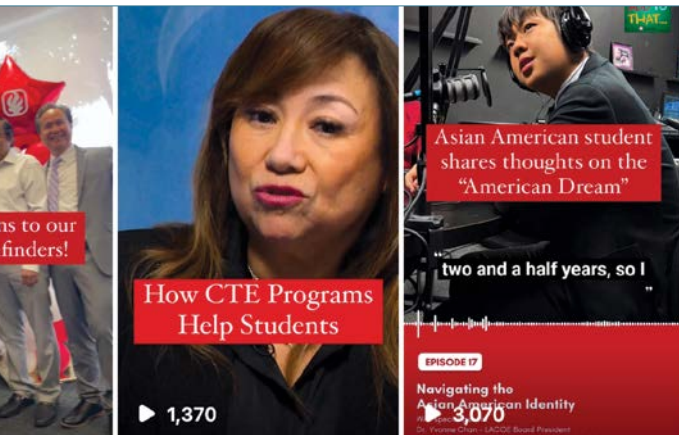 ns to our
finders!
How CTE Programs
Help Students
1,370
THAT...
Asian American student
shares thoughts on the
“American Dream”
"two and a half years, so I
"
EPISODE 17
Navigating the
Asian American Identity
3,070
Dr. Yvonne Chan - LACOE Board President